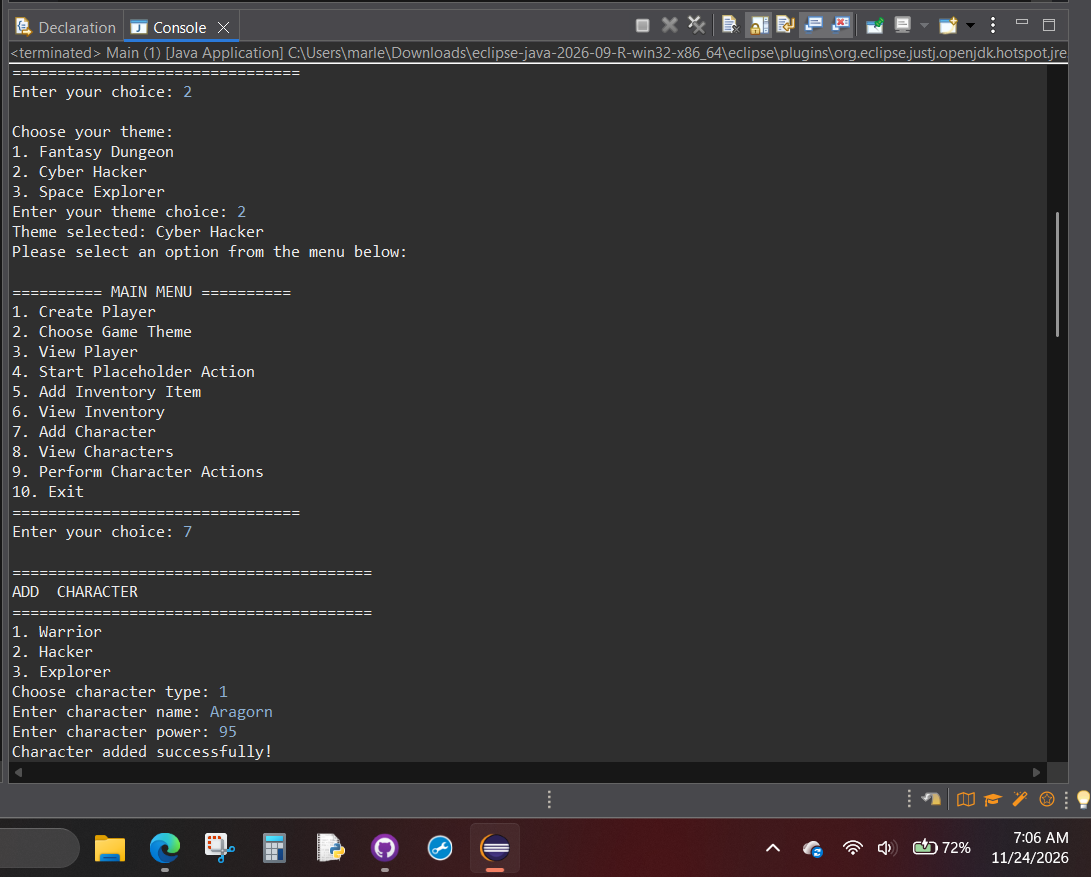 Declaration Console
<terminated> Main (1) [Java Application] C:\Users\marle\Downloads\eclipse-java-2026-09-R-win32-x86_64\eclipse\plugins\org.eclipse.justj.openjdk.hotspot.jre
================================
Enter your choice: 2
Choose your theme:
1. Fantasy Dungeon
2. Cyber Hacker
3. Space Explorer
Enter your theme choice: 2
Theme selected: Cyber Hacker
Please select an option from the menu below:
========== MAIN MENU ==========
1. Create Player
2. Choose Game Theme
3. View Player
4. Start Placeholder Action
5. Add Inventory Item
6. View Inventory
7. Add Character
8. View Characters
9. Perform Character Actions
10. Exit
================================
Enter your choice: 7
========================================
ADD  CHARACTER
========================================
1. Warrior
2. Hacker
3. Explorer
Choose character type: 1
Enter character name: Aragorn
Enter character power: 95
Character added successfully!
72%
7:06 AM
11/24/2026